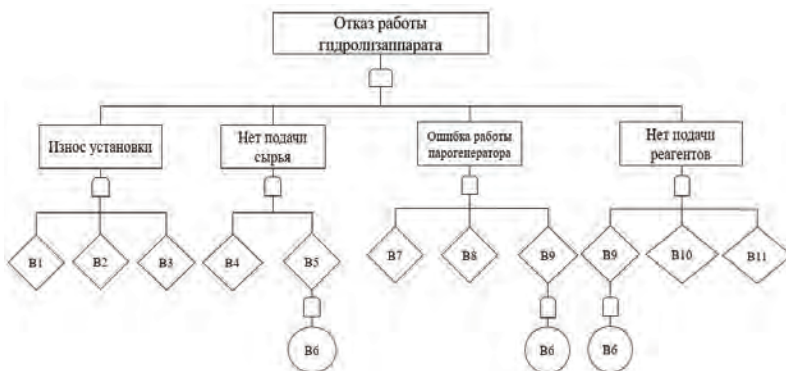 Отказ работы
гидролизаппарата
Износ установки
Нет подачи
сырья
Ошибка работы
парогенератора
Нет подачи
реагентов
В1
В2
В3
В4
В5
В7
В8
В9
В9
В10
В11
В6
В6
В6